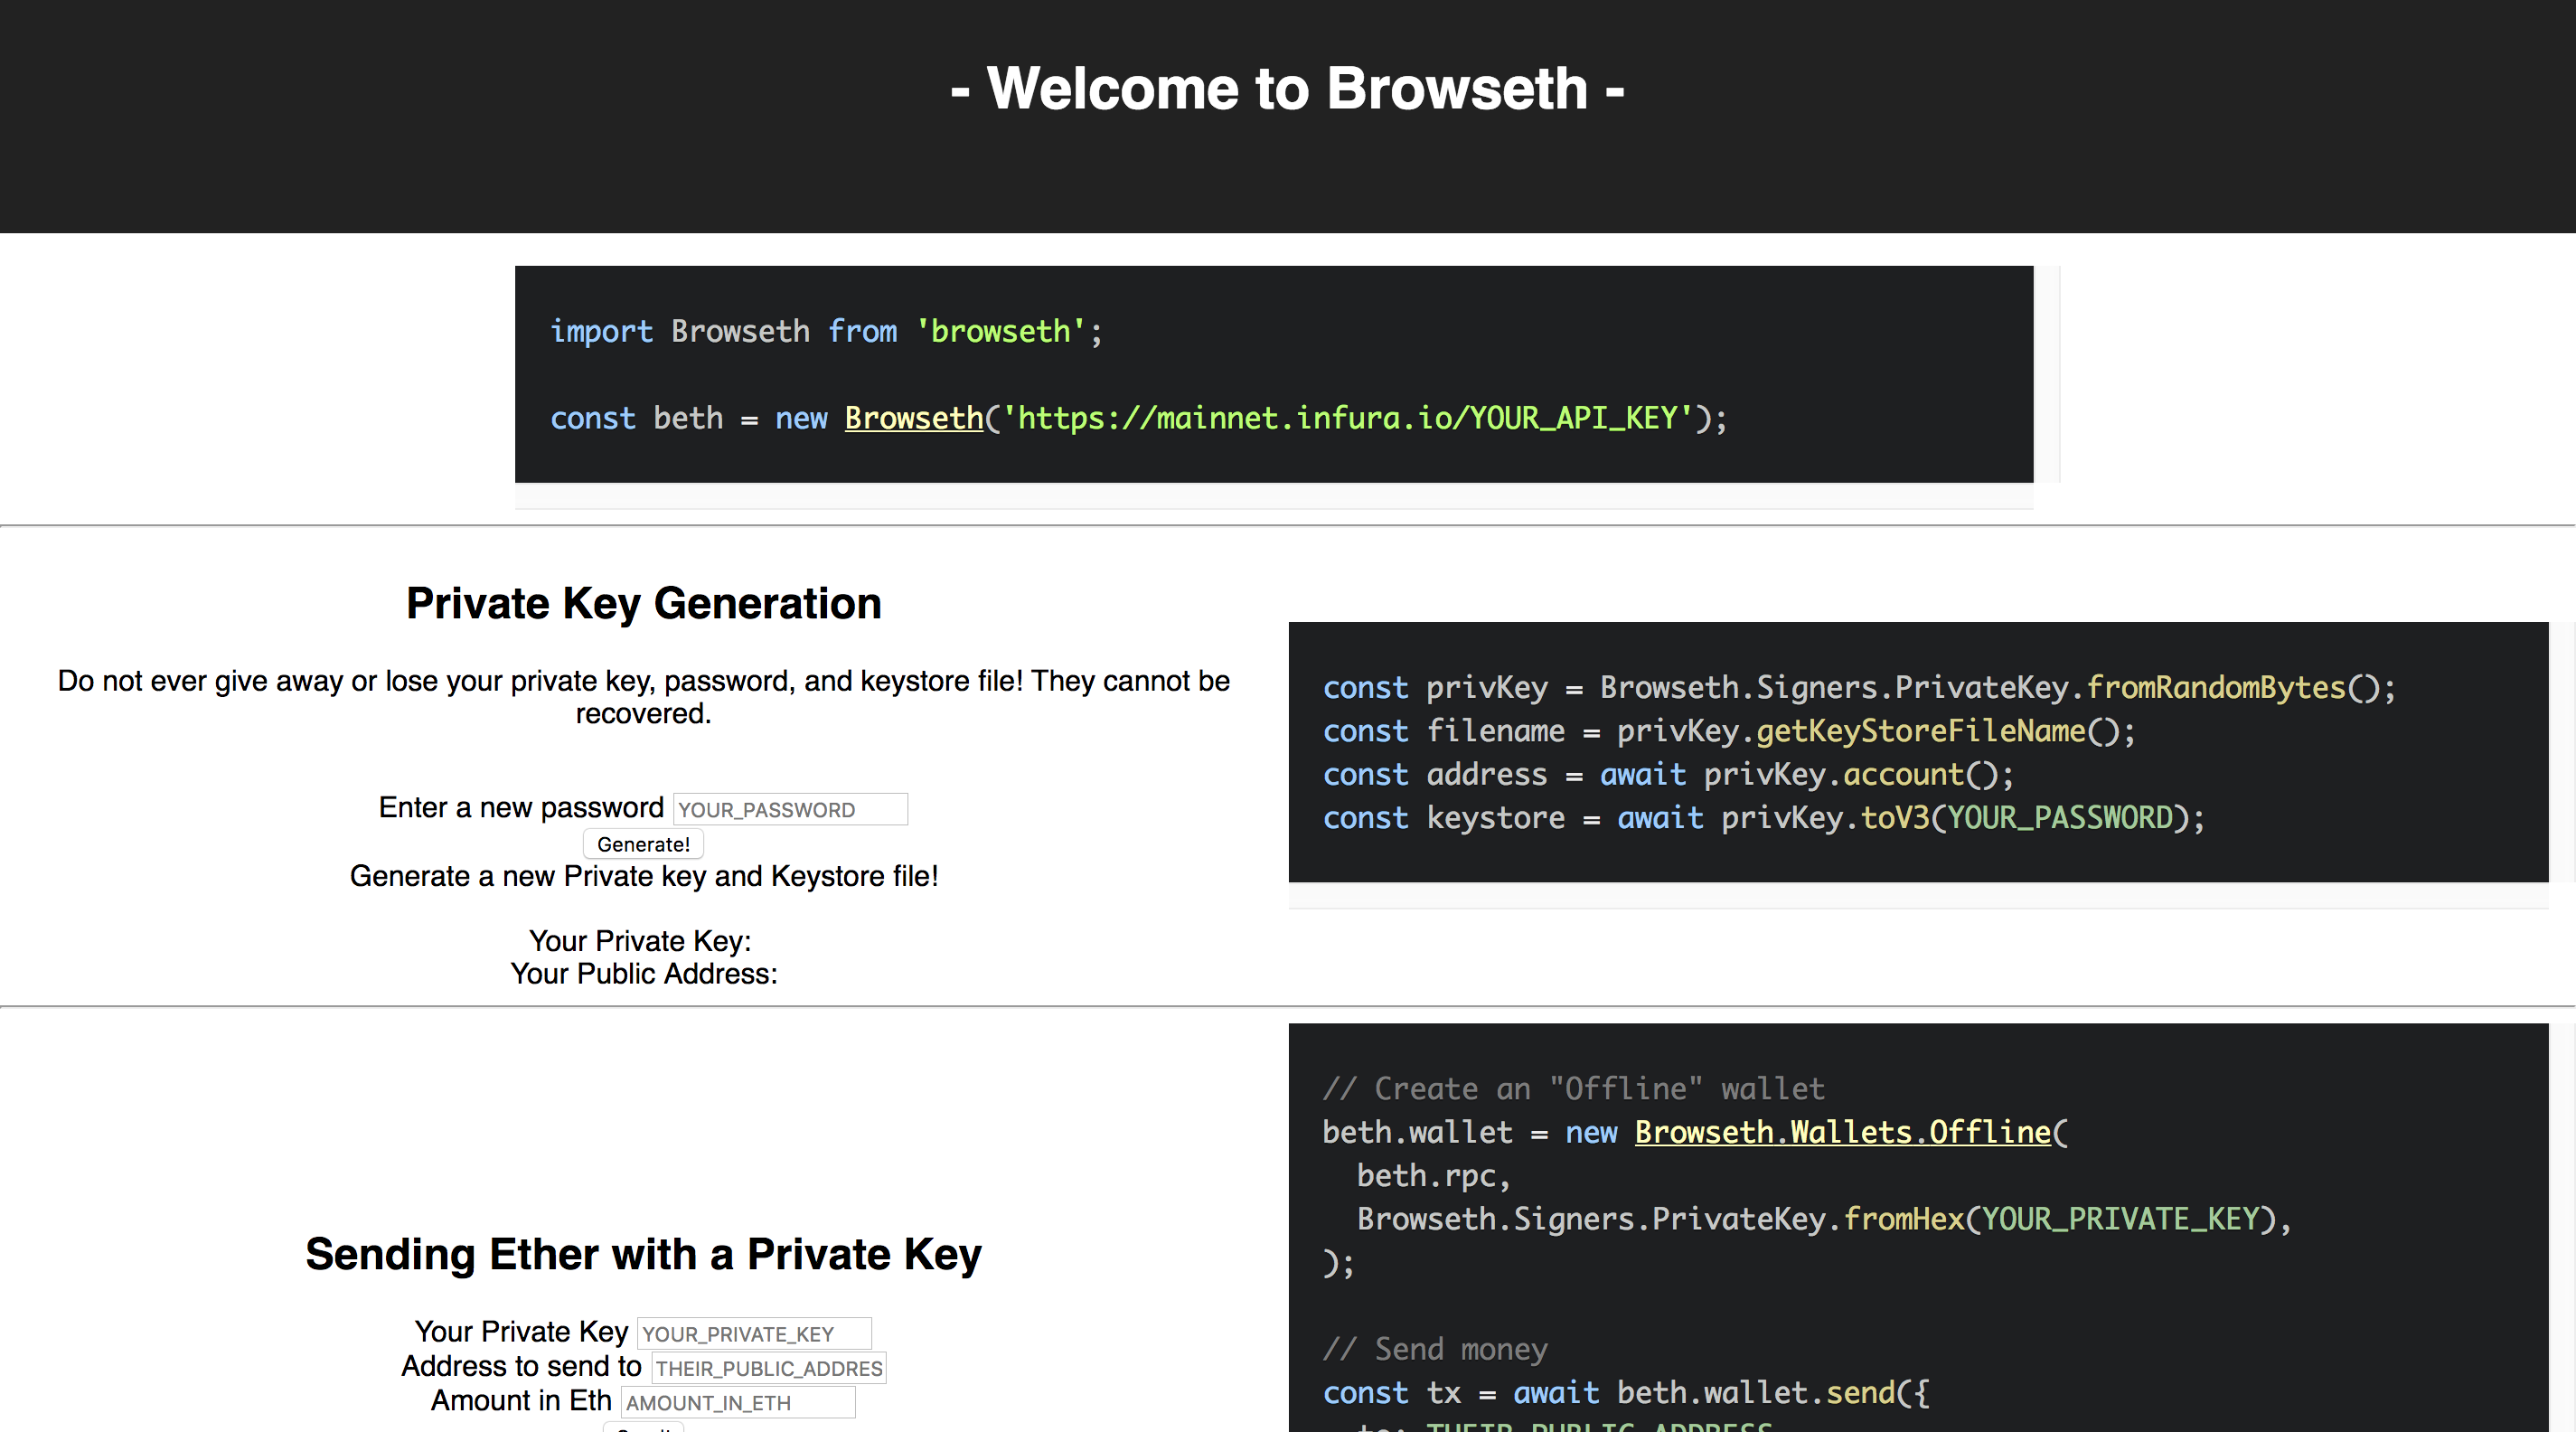 - Welcome to Browseth -
import Browseth from 'browseth';
const beth = new Browseth('https://mainnet.infura.io/YOUR_API_KEY');
Private Key Generation
Do not ever give away or lose your private key, password, and keystore file! They cannot be
recovered.
Enter a new password YOUR_PASSWORD
Generate!
Generate a new Private key and Keystore file!
Your Private Key:
Your Public Address:
const privKey = Browseth.Signers.PrivateKey.fromRandomBytes();
const filename = privKey.getKeyStoreFileName();
const address = await privKey.account();
const keystore = await privKey.toV3(YOUR_PASSWORD);
Sending Ether with a Private Key
Your Private Key YOUR_PRIVATE_KEY
Address to send to THEIR_PUBLIC_ADDRES
Amount in Eth AMOUNT_IN_ETH
// Create an "Offline" wallet
beth.wallet = new Browseth.Wallets.Offline(
  beth.rpc,
  Browseth.Signers.PrivateKey.fromHex(YOUR_PRIVATE_KEY),
);
// Send money
const tx = await beth.wallet.send({
  to: THEIR_PUBLIC_ADDRESS